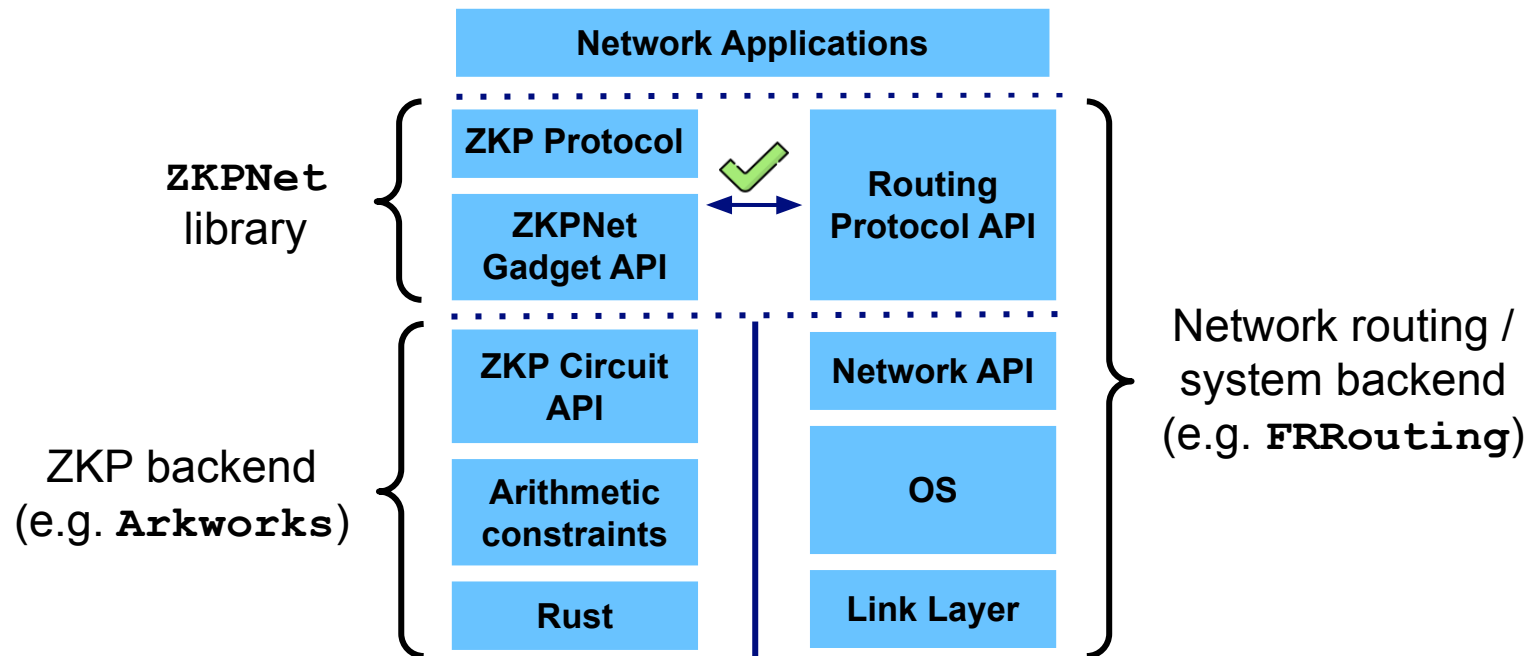 Network Applications
ZKPNet
library
ZKP Protocol
ZKPNet
Gadget API
Routing
Protocol API
ZKP backend
(e.g. Arkworks)
ZKP Circuit
API
Arithmetic
constraints
Rust
Network API
OS
Link Layer
Network routing /
system backend
(e.g. FRRouting)